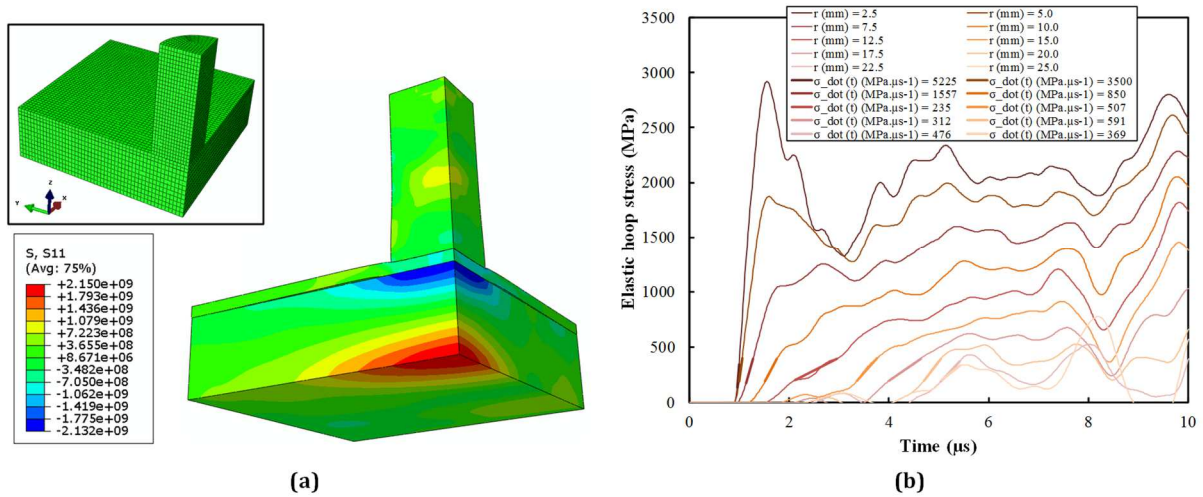 Z
Y
X
S, S11
(Avg: 75%)
+2.150e+09
+1.793e+09
+1.436e+09
+1.079e+09
+7.223e+08
+3.655e+08
+8.671e+06
-3.482e+08
-7.050e+08
-1.062e+09
-1.419e+09
-1.775e+09
-2.132e+09
(a)
3500
3000
2500
2000
1500
1000
500
0
Elastic hoop stress (MPa)
r (mm) = 2.5 r (mm) = 5.0
r (mm) = 7.5 r (mm) = 10.0
r (mm) = 12.5 r (mm) = 15.0
r (mm) = 17.5 r (mm) = 20.0
r (mm) = 22.5 r (mm) = 25.0
σ_dot (t) (MPa.µs-1) = 5225 σ_dot (t) (MPa.µs-1) = 3500
σ_dot (t) (MPa.µs-1) = 1557 σ_dot (t) (MPa.µs-1) = 850
σ_dot (t) (MPa.µs-1) = 235 σ_dot (t) (MPa.µs-1) = 507
σ_dot (t) (MPa.µs-1) = 312 σ_dot (t) (MPa.µs-1) = 591
σ_dot (t) (MPa.µs-1) = 476 σ_dot (t) (MPa.µs-1) = 369
0 2 4 6 8 10
Time (µs)
(b)